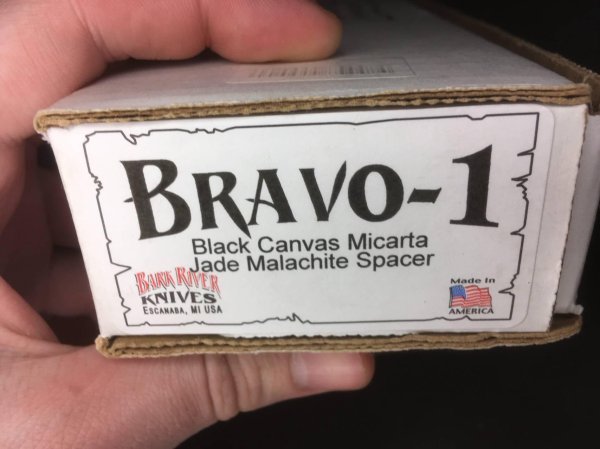 BRAVO-1
Black Canvas Micarta
Jade Malachite Spacer
BARK RIVER
KNIVES
ESCANABA, MI USA
Made In
AMERICA